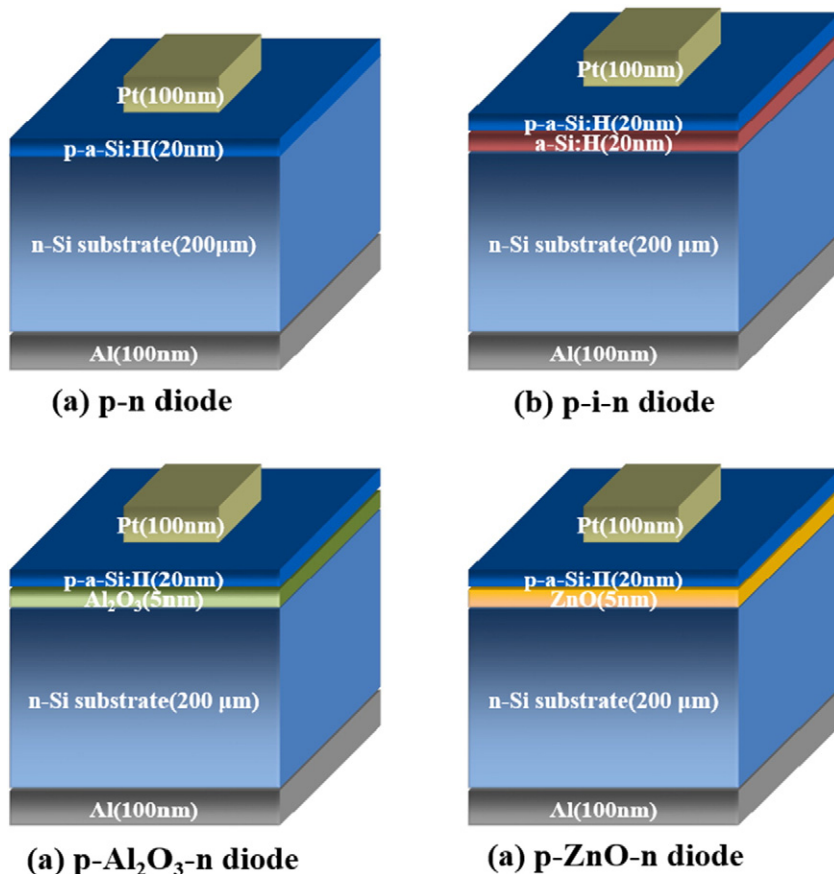 Pt(100nm)
p-a-Si:H(20nm)
n-Si substrate(200μm)
Al(100nm)
(a) p-n diode
Pt(100nm)
p-a-Si:H(20nm)
a-Si:H(20nm)
n-Si substrate(200 μm)
Al(100nm)
(b) p-i-n diode
Pt(100nm)
p-a-Si:H(20nm)
Al₂O₃(5nm)
n-Si substrate(200 μm)
Al(100nm)
(a) p-Al₂O₃-n diode
Pt(100nm)
p-a-Si:H(20nm)
ZnO(5nm)
n-Si substrate(200 μm)
Al(100nm)
(a) p-ZnO-n diode